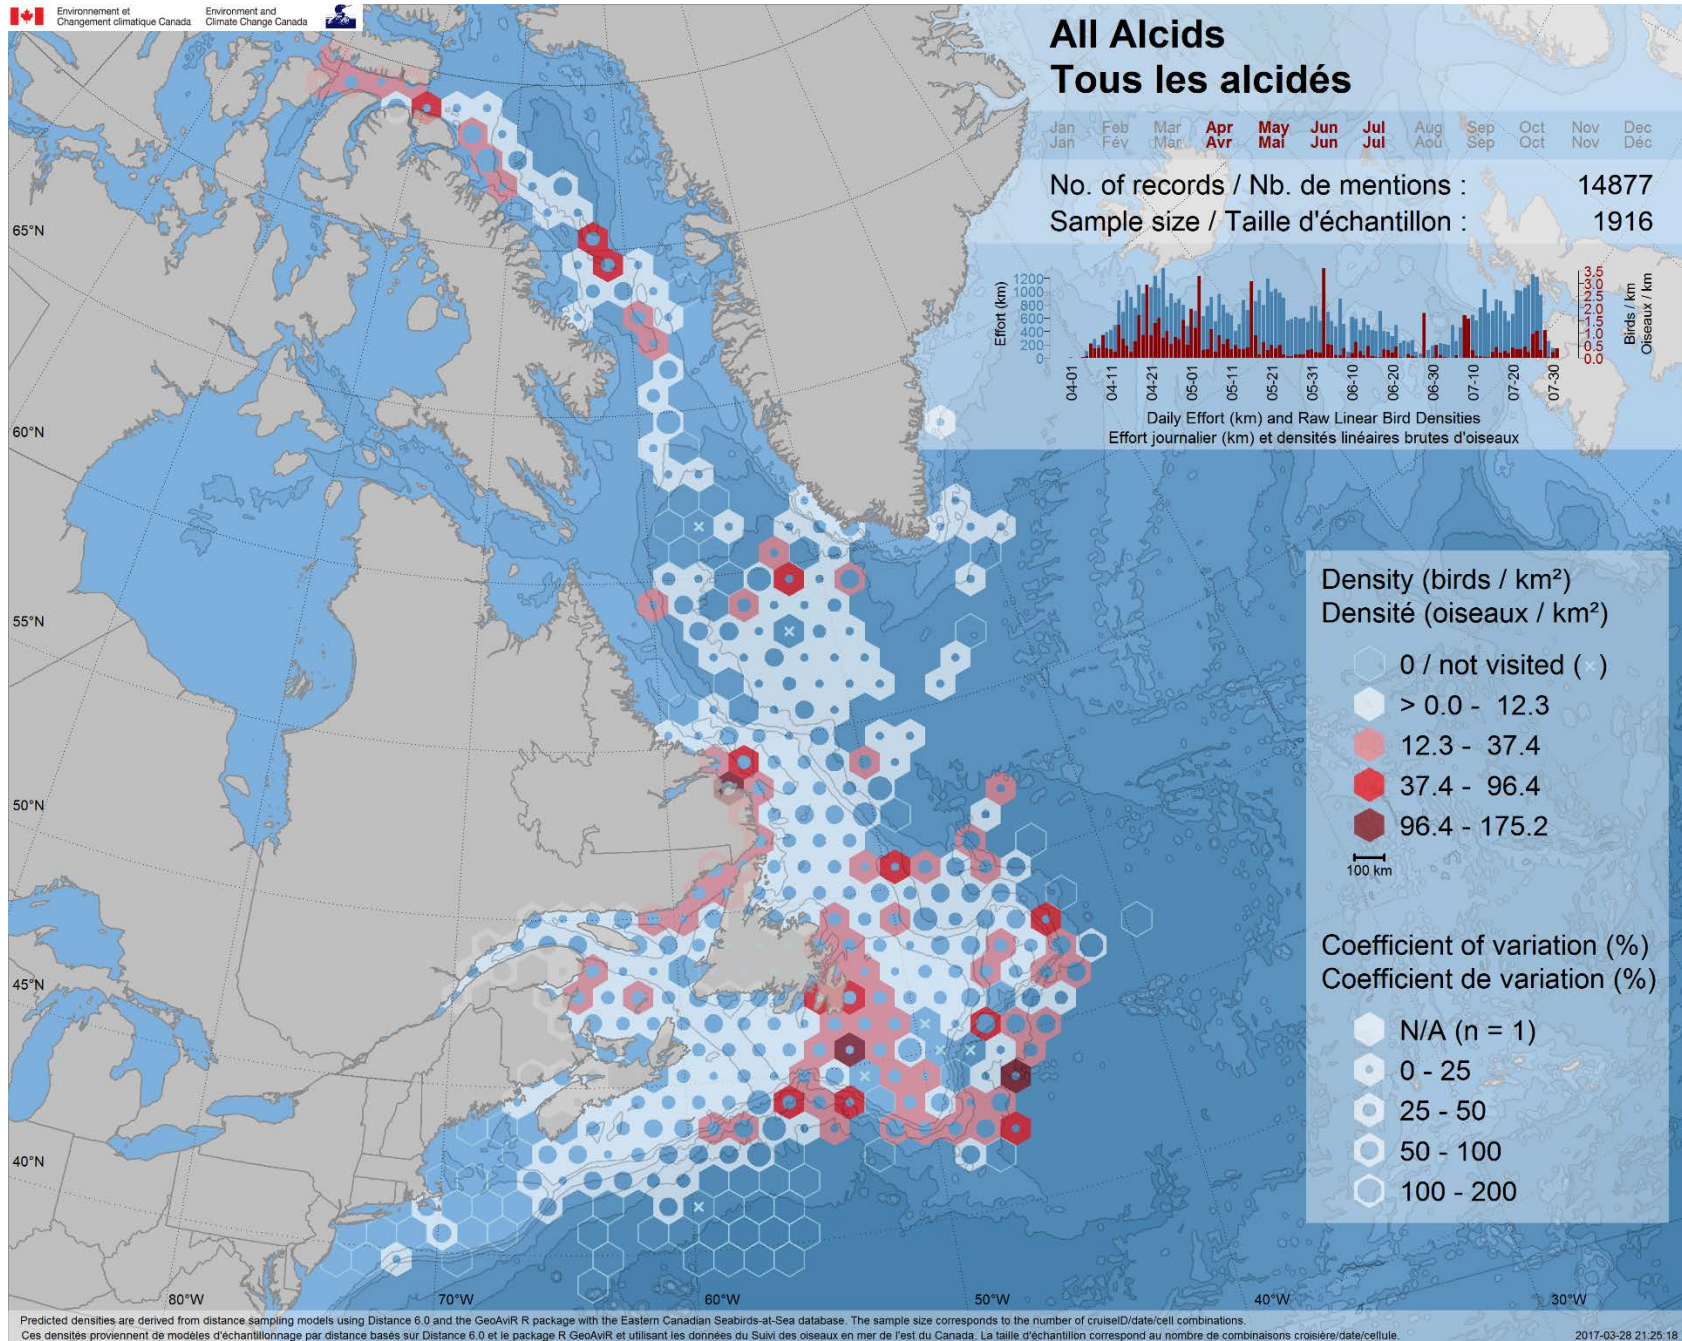 Environnement et
Changement climatique Canada
Environment and
Climate Change Canada
All Alcids
Tous les alcidés
Jan Feb Mar Apr May Jun Jul Aug Sep Oct Nov Dec
Jan Fév Mar Avr Mai Jun Jul Aoû Sep Oct Nov Déc
No. of records / Nb. de mentions : 14877
Sample size / Taille d'échantillon : 1916
Effort (km)
1200
1000
800
600
400
200
0
3.5
3.0
2.5
2.0
1.5
1.0
0.5
0.0
Birds / km
Oiseaux / km
04-01 04-11 04-21 05-01 05-11 05-21 05-31 06-10 06-20 06-30 07-10 07-20 07-30
Daily Effort (km) and Raw Linear Bird Densities
Effort journalier (km) et densités linéaires brutes d'oiseaux
65°N
60°N
55°N
50°N
45°N
40°N
Density (birds / km²)
Densité (oiseaux / km²)
0 / not visited (×)
> 0.0 - 12.3
12.3 - 37.4
37.4 - 96.4
96.4 - 175.2
100 km
Coefficient of variation (%)
Coefficient de variation (%)
N/A (n = 1)
0 - 25
25 - 50
50 - 100
100 - 200
80°W 70°W 60°W 50°W 40°W 30°W
Predicted densities are derived from distance sampling models using Distance 6.0 and the GeoAviR R package with the Eastern Canadian Seabirds-at-Sea database. The sample size corresponds to the number of cruiseID/date/cell combinations.
Ces densités proviennent de modèles d'échantillonnage par distance basés sur Distance 6.0 et le package R GeoAviR et utilisant les données du Suivi des oiseaux en mer de l'est du Canada. La taille d'échantillon correspond au nombre de combinaisons croisière/date/cellule.
2017-03-28 21:25:18